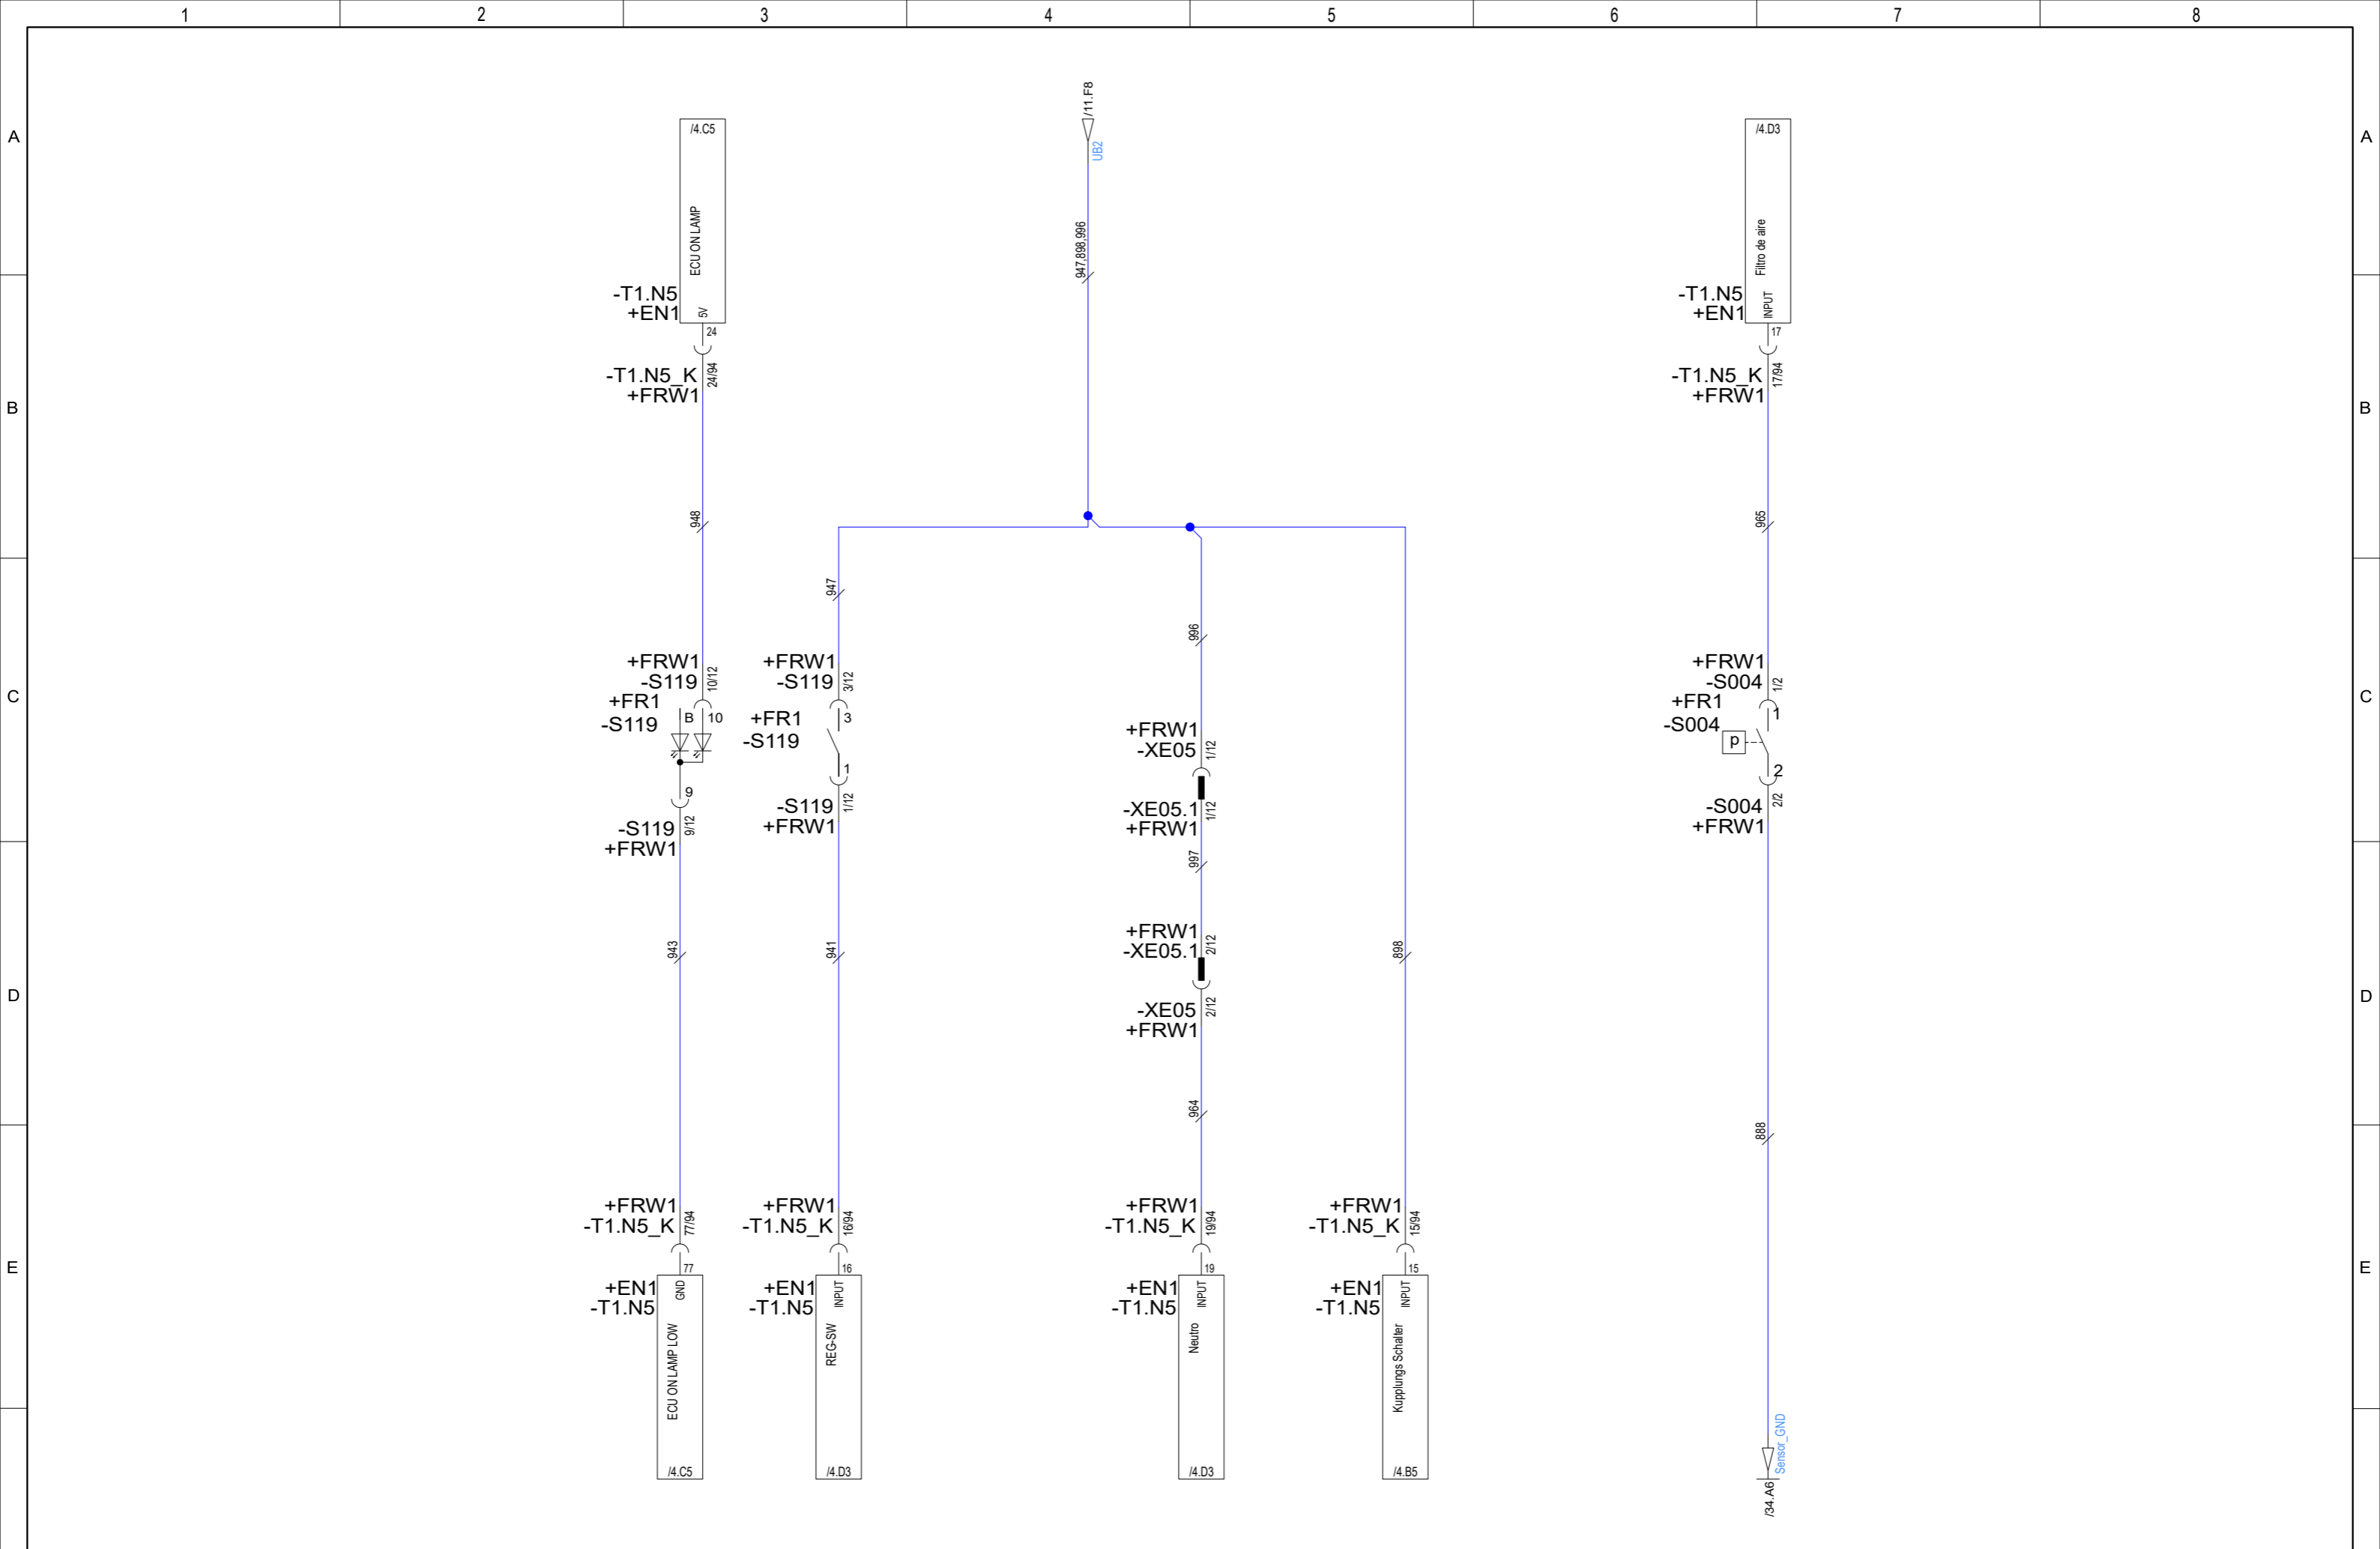 1 2 3 4 5 6 7 8
A A
B B
C C
D D
E E
/4.C5
ECU ON LAMP
5V
-T1.N5
+EN1
24
-T1.N5_K
+FRW1
24/94
948
+FRW1
-S119
10/12
+FR1
-S119
B 10
9
-S119
+FRW1
9/12
943
+FRW1
-T1.N5_K
77/94
77
+EN1
-T1.N5
GND
ECU ON LAMP LOW
/4.C5
/11.F8
UB2
947,898,996
947
+FRW1
-S119
3/12
+FR1
-S119
3
1
-S119
+FRW1
1/12
941
+FRW1
-T1.N5_K
16/94
16
+EN1
-T1.N5
INPUT
REG-SW
/4.D3
996
+FRW1
-XE05
1/12
-XE05.1
+FRW1
1/12
997
+FRW1
-XE05.1
2/12
-XE05
+FRW1
2/12
964
+FRW1
-T1.N5_K
19/94
19
+EN1
-T1.N5
INPUT
Neutro
/4.D3
898
+FRW1
-T1.N5_K
15/94
15
+EN1
-T1.N5
INPUT
Kupplungs Schalter
/4.B5
/4.D3
Filtro de aire
INPUT
-T1.N5
+EN1
17
-T1.N5_K
+FRW1
17/94
965
+FRW1
-S004
1/2
+FR1
-S004
1
p
2
-S004
+FRW1
2/2
888
Sensor_GND
/34.A6